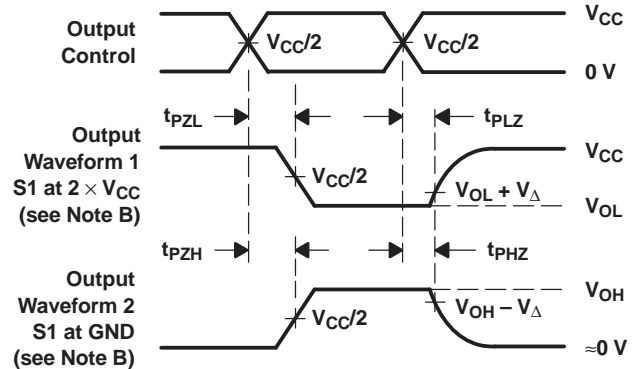 Output
Control
V_CC/2
V_CC/2
V_CC
0 V
t_PZL
t_PLZ
Output
Waveform 1
S1 at 2 × V_CC
(see Note B)
V_CC/2
V_CC
V_OL + V_Δ
V_OL
t_PZH
t_PHZ
Output
Waveform 2
S1 at GND
(see Note B)
V_CC/2
V_OH
V_OH – V_Δ
≈0 V